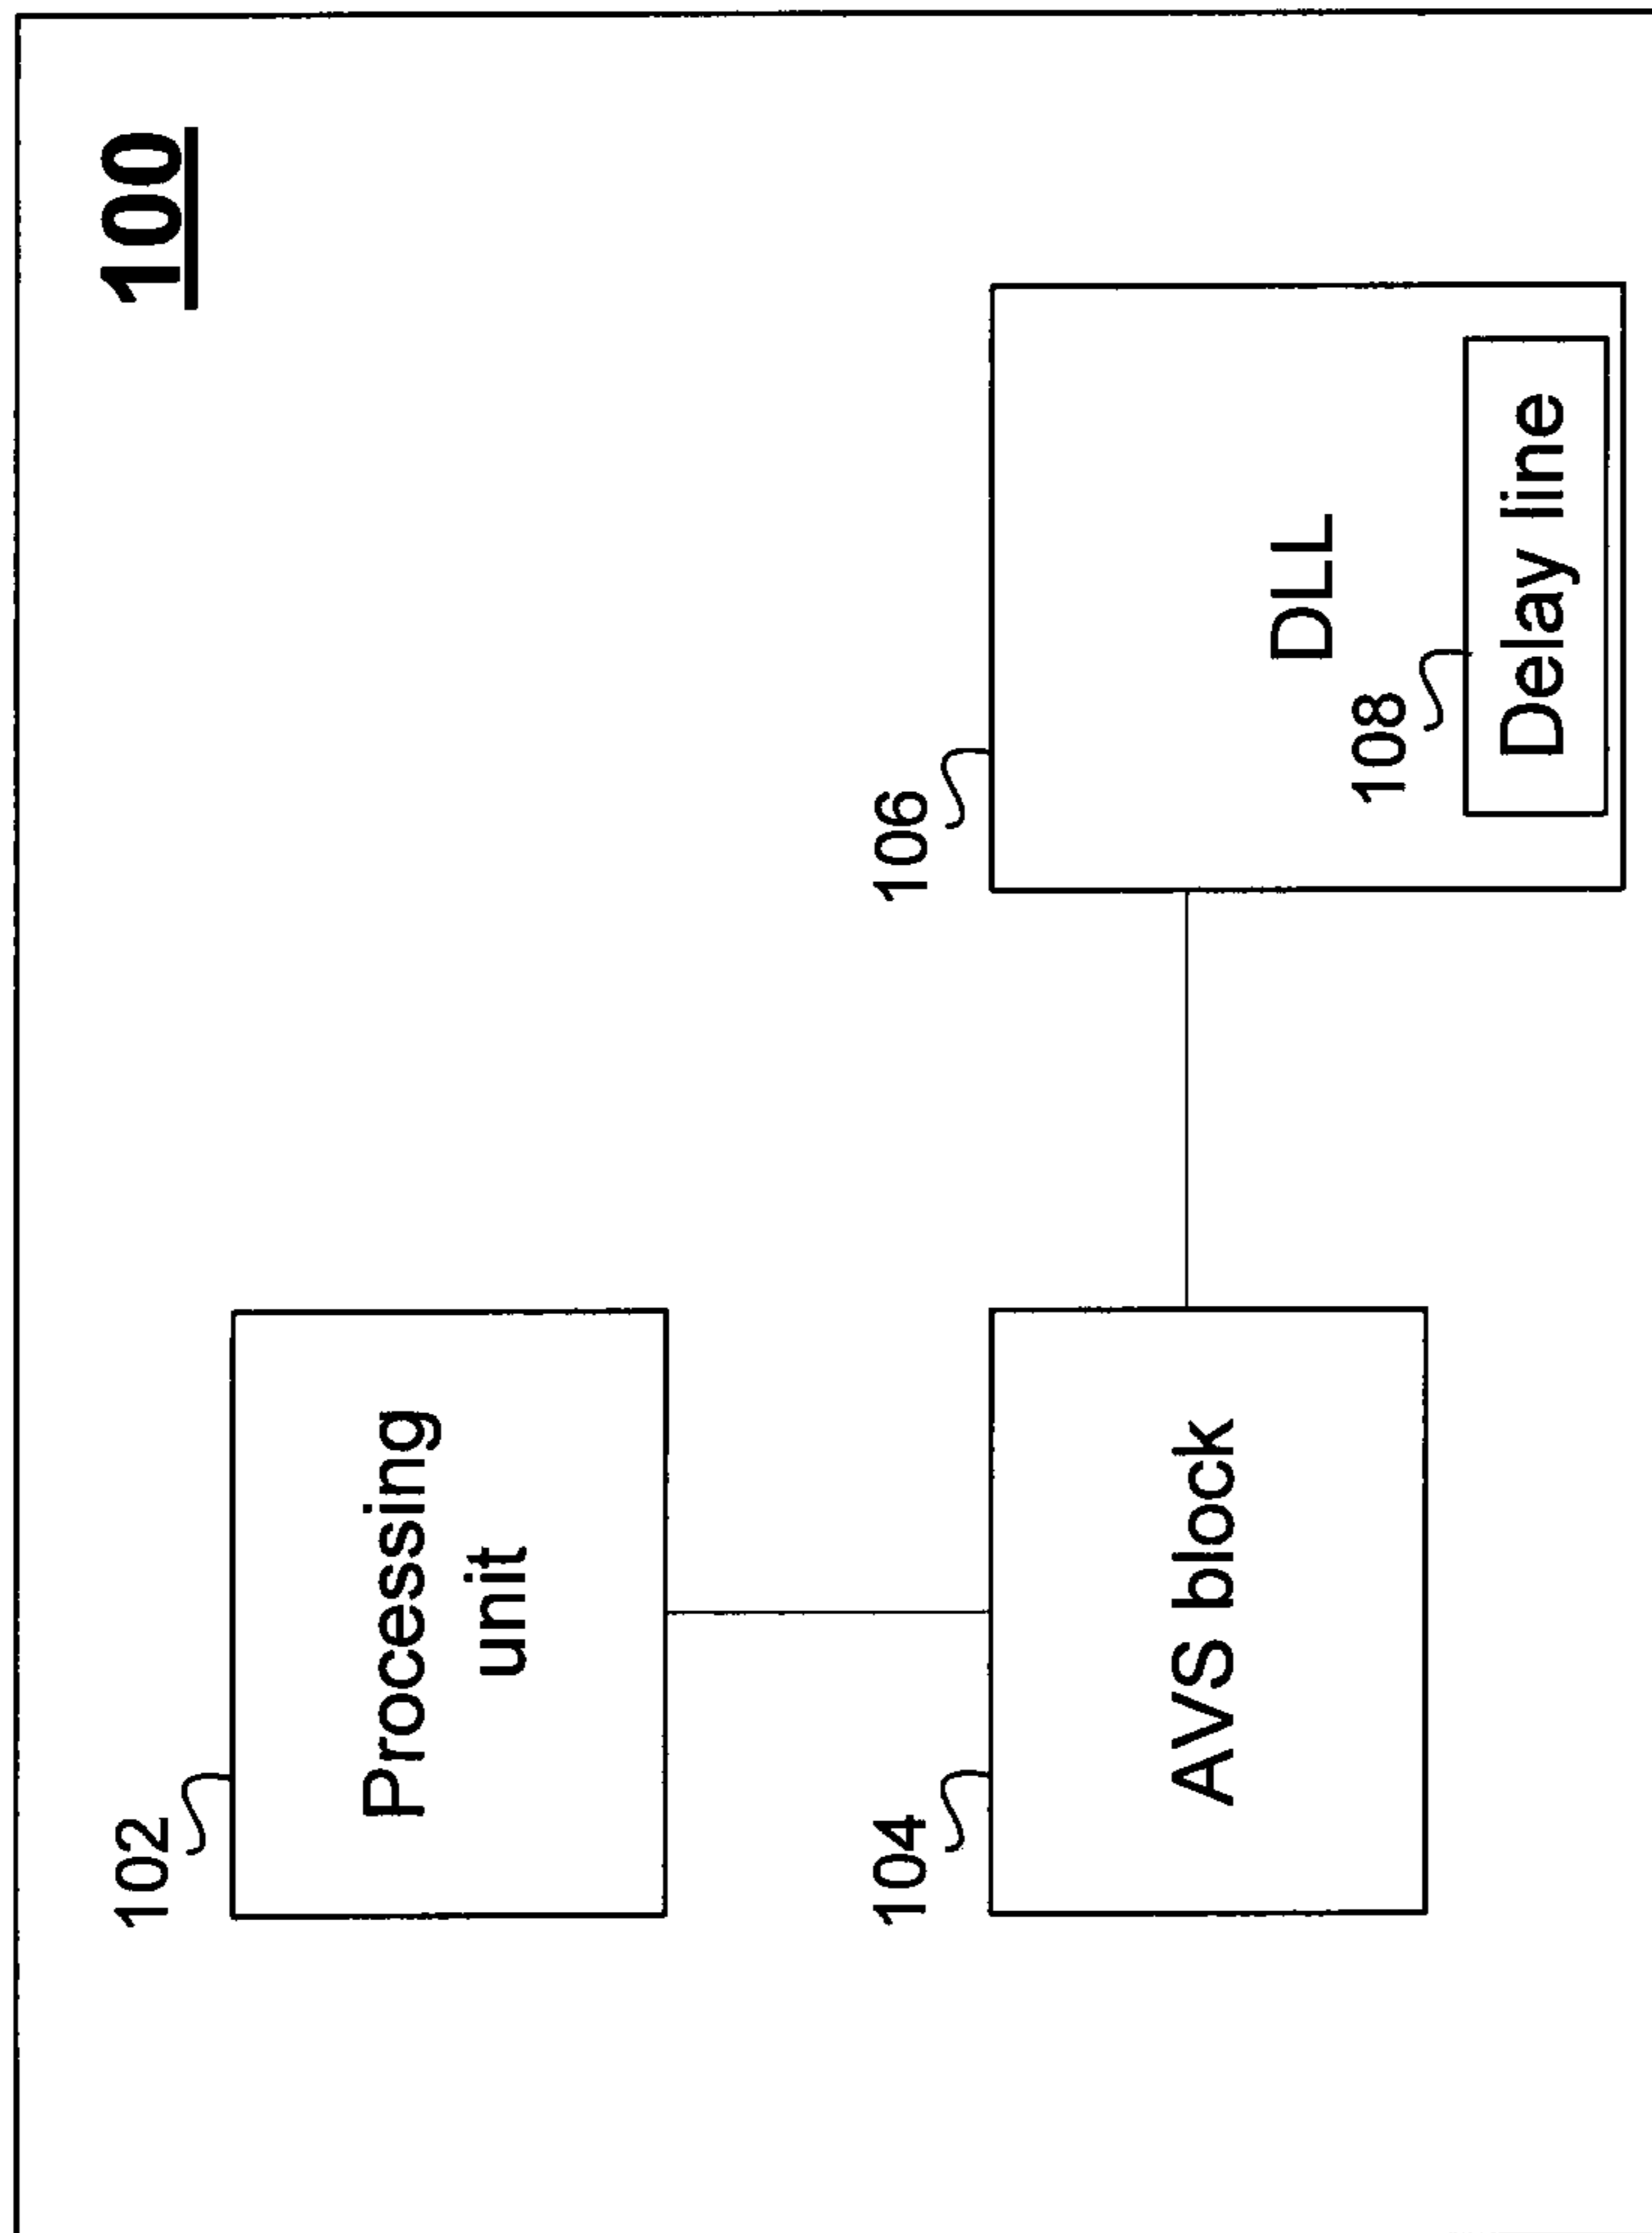 100
102
Processing
unit
104
AVS block
106
DLL
108
Delay line